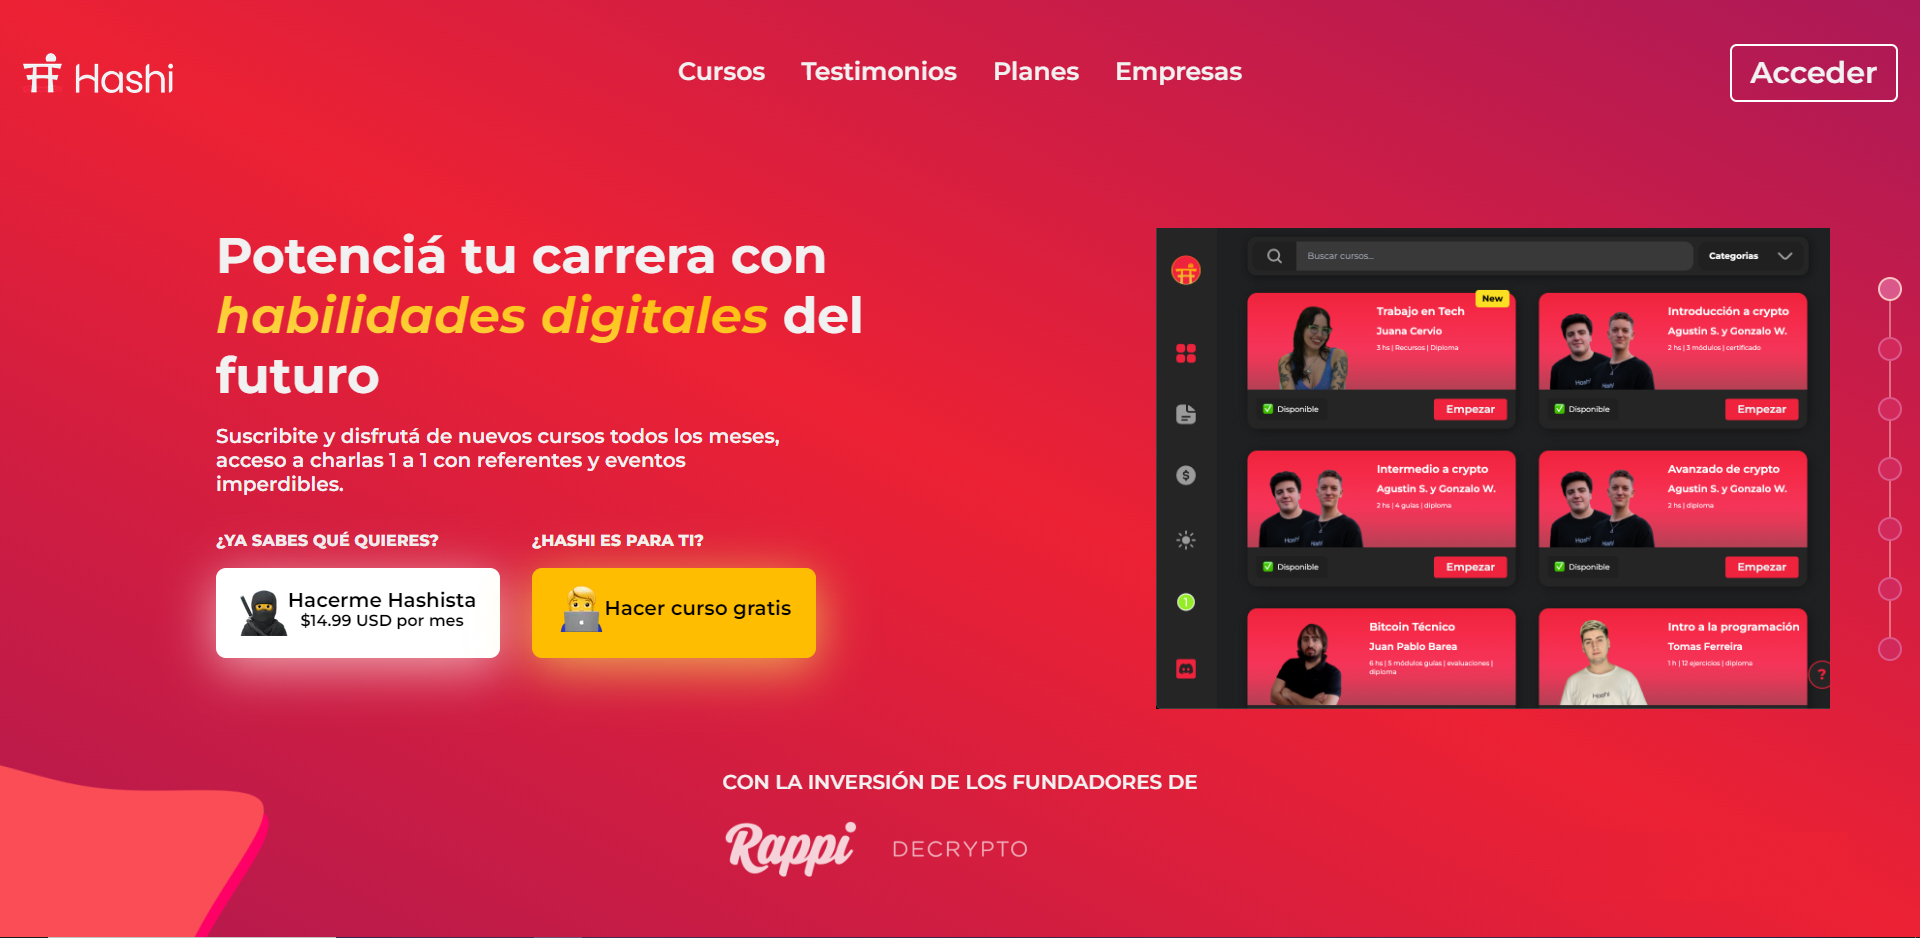 Hashi
Cursos
Testimonios
Planes
Empresas
Acceder
Potenciá tu carrera con
habilidades digitales del
futuro
Suscribite y disfrutá de nuevos cursos todos los meses,
acceso a charlas 1 a 1 con referentes y eventos
imperdibles.
¿YA SABES QUÉ QUIERES?
Hacerme Hashista
$14.99 USD por mes
¿HASHI ES PARA TI?
Hacer curso gratis
Buscar cursos...
Categorias
New
Trabajo en Tech
Juana Cervio
3 hs | Recursos | Diploma
Disponible
Empezar
Introducción a crypto
Agustin S. y Gonzalo W.
2 hs | 3 módulos | certificado
Disponible
Empezar
Intermedio a crypto
Agustin S. y Gonzalo W.
2 hs | 4 guías | diploma
Disponible
Empezar
Avanzado de crypto
Agustin S. y Gonzalo W.
2 hs | diploma
Disponible
Empezar
Bitcoin Técnico
Juan Pablo Barea
6 hs | 5 módulos guías | evaluaciones |
diploma
Intro a la programación
Tomas Ferreira
1 h | 12 ejercicios | diploma
Hashi
1
?
CON LA INVERSIÓN DE LOS FUNDADORES DE
Rappi
DECRYPTO